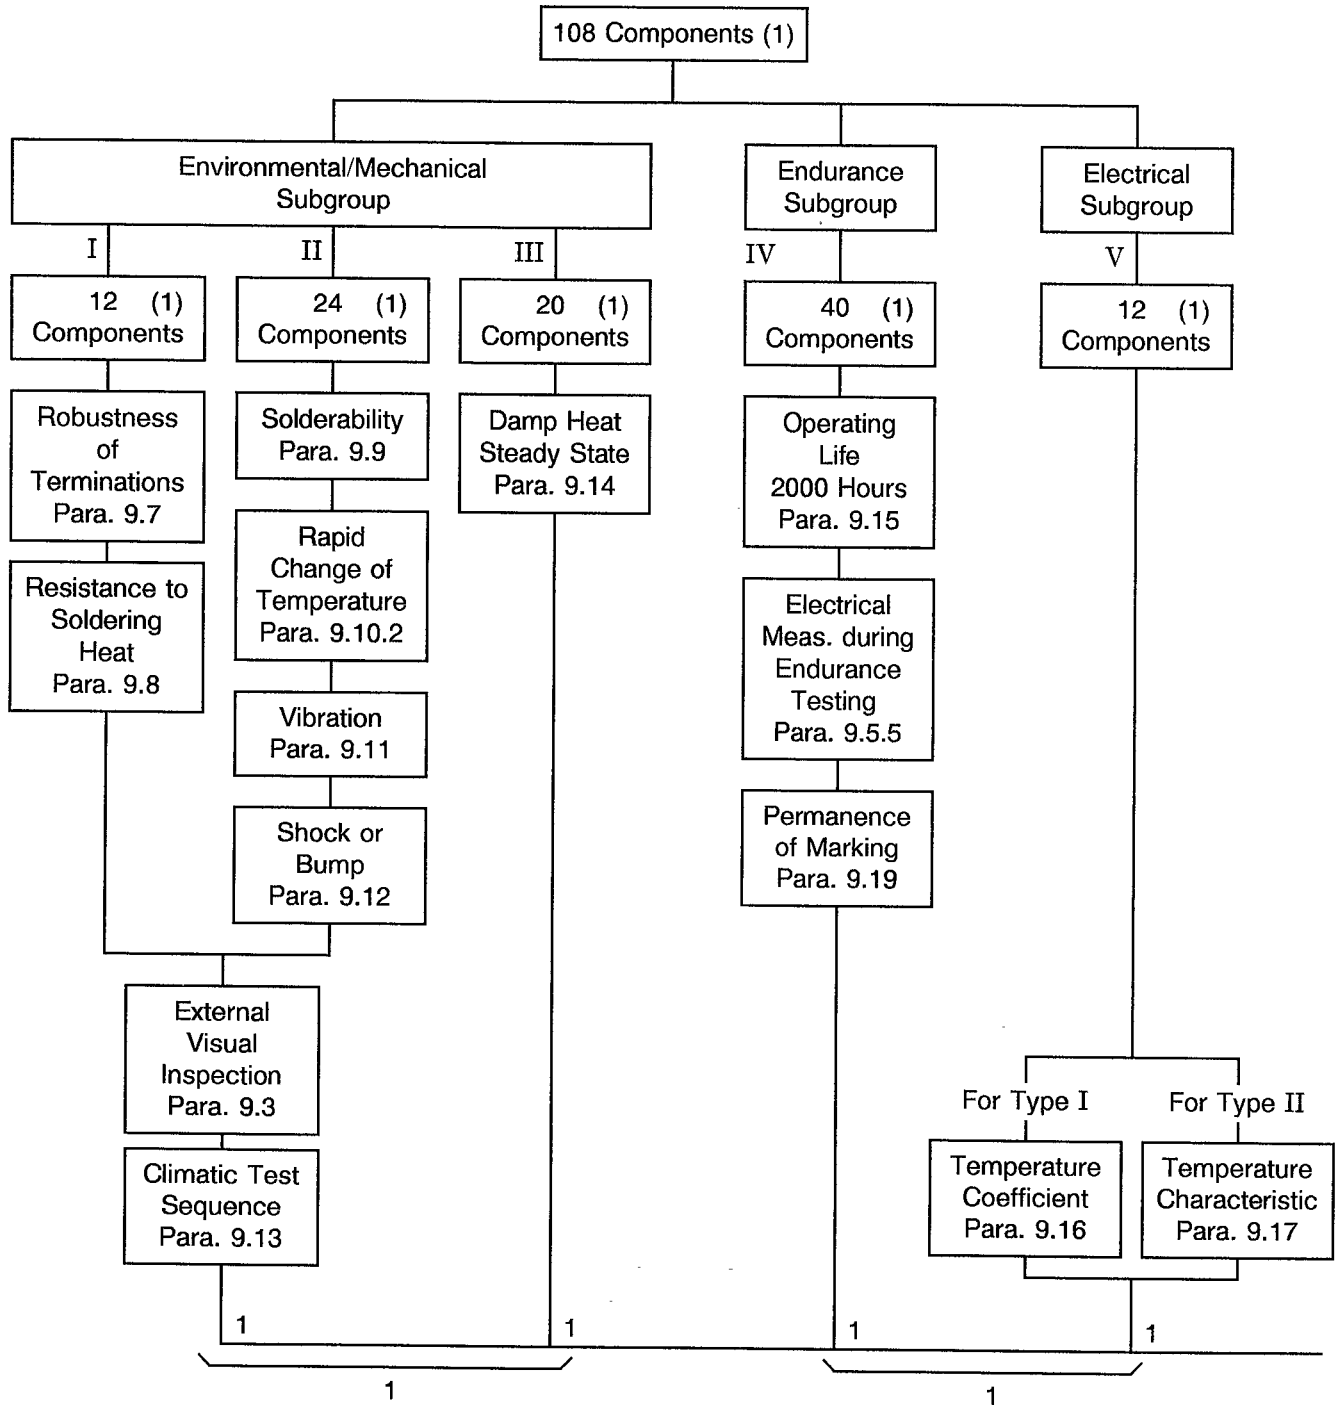 108 Components (1)
Environmental/Mechanical
Subgroup
Endurance
Subgroup
Electrical
Subgroup
I
II
III
IV
V
12 (1)
Components
24 (1)
Components
20 (1)
Components
40 (1)
Components
12 (1)
Components
Robustness
of
Terminations
Para. 9.7
Resistance to
Soldering
Heat
Para. 9.8
Solderability
Para. 9.9
Rapid
Change of
Temperature
Para. 9.10.2
Vibration
Para. 9.11
Shock or
Bump
Para. 9.12
External
Visual
Inspection
Para. 9.3
Climatic Test
Sequence
Para. 9.13
Damp Heat
Steady State
Para. 9.14
Operating
Life
2000 Hours
Para. 9.15
Electrical
Meas. during
Endurance
Testing
Para. 9.5.5
Permanence
of Marking
Para. 9.19
For Type I
Temperature
Coefficient
Para. 9.16
For Type II
Temperature
Characteristic
Para. 9.17
1
1
1
1
1
1